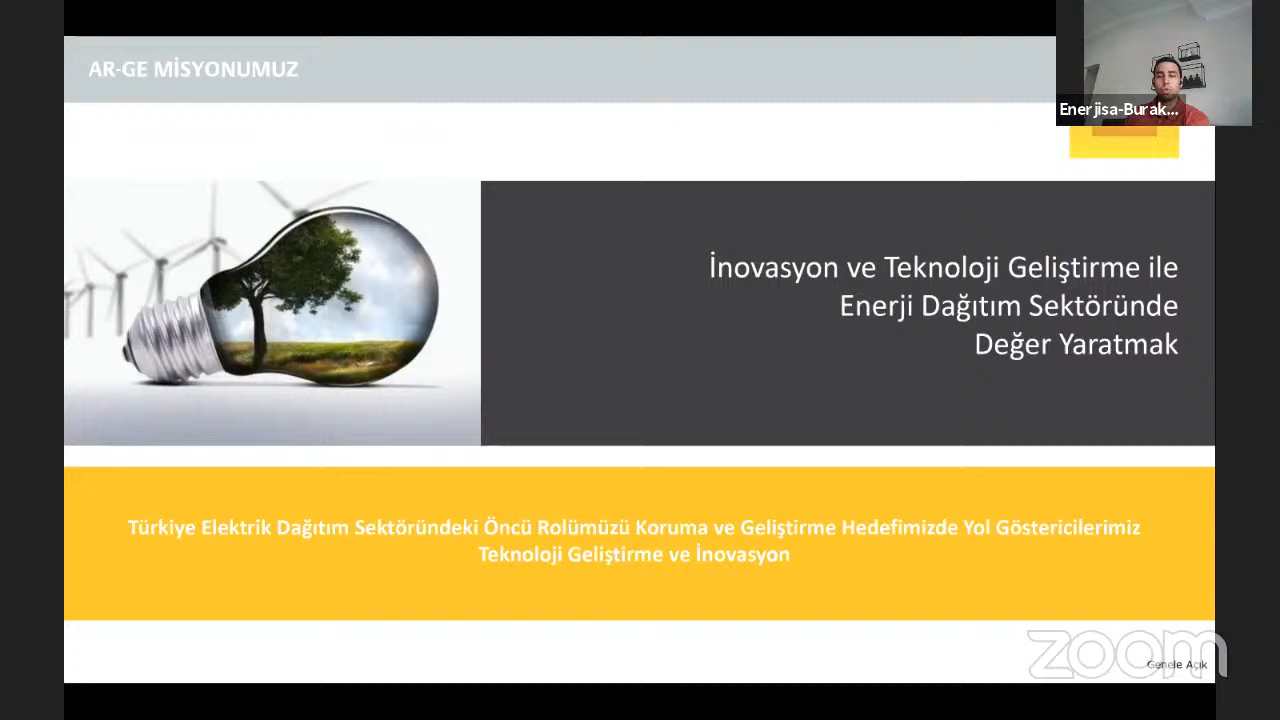 AR-GE MİSYONUMUZ
Enerjisa-Burak...
İnovasyon ve Teknoloji Geliştirme ile
Enerji Dağıtım Sektöründe
Değer Yaratmak
Türkiye Elektrik Dağıtım Sektöründeki Öncü Rolümüzü Koruma ve Geliştirme Hedefimizde Yol Göstericilerimiz
Teknoloji Geliştirme ve İnovasyon
zoom
Genele Açık